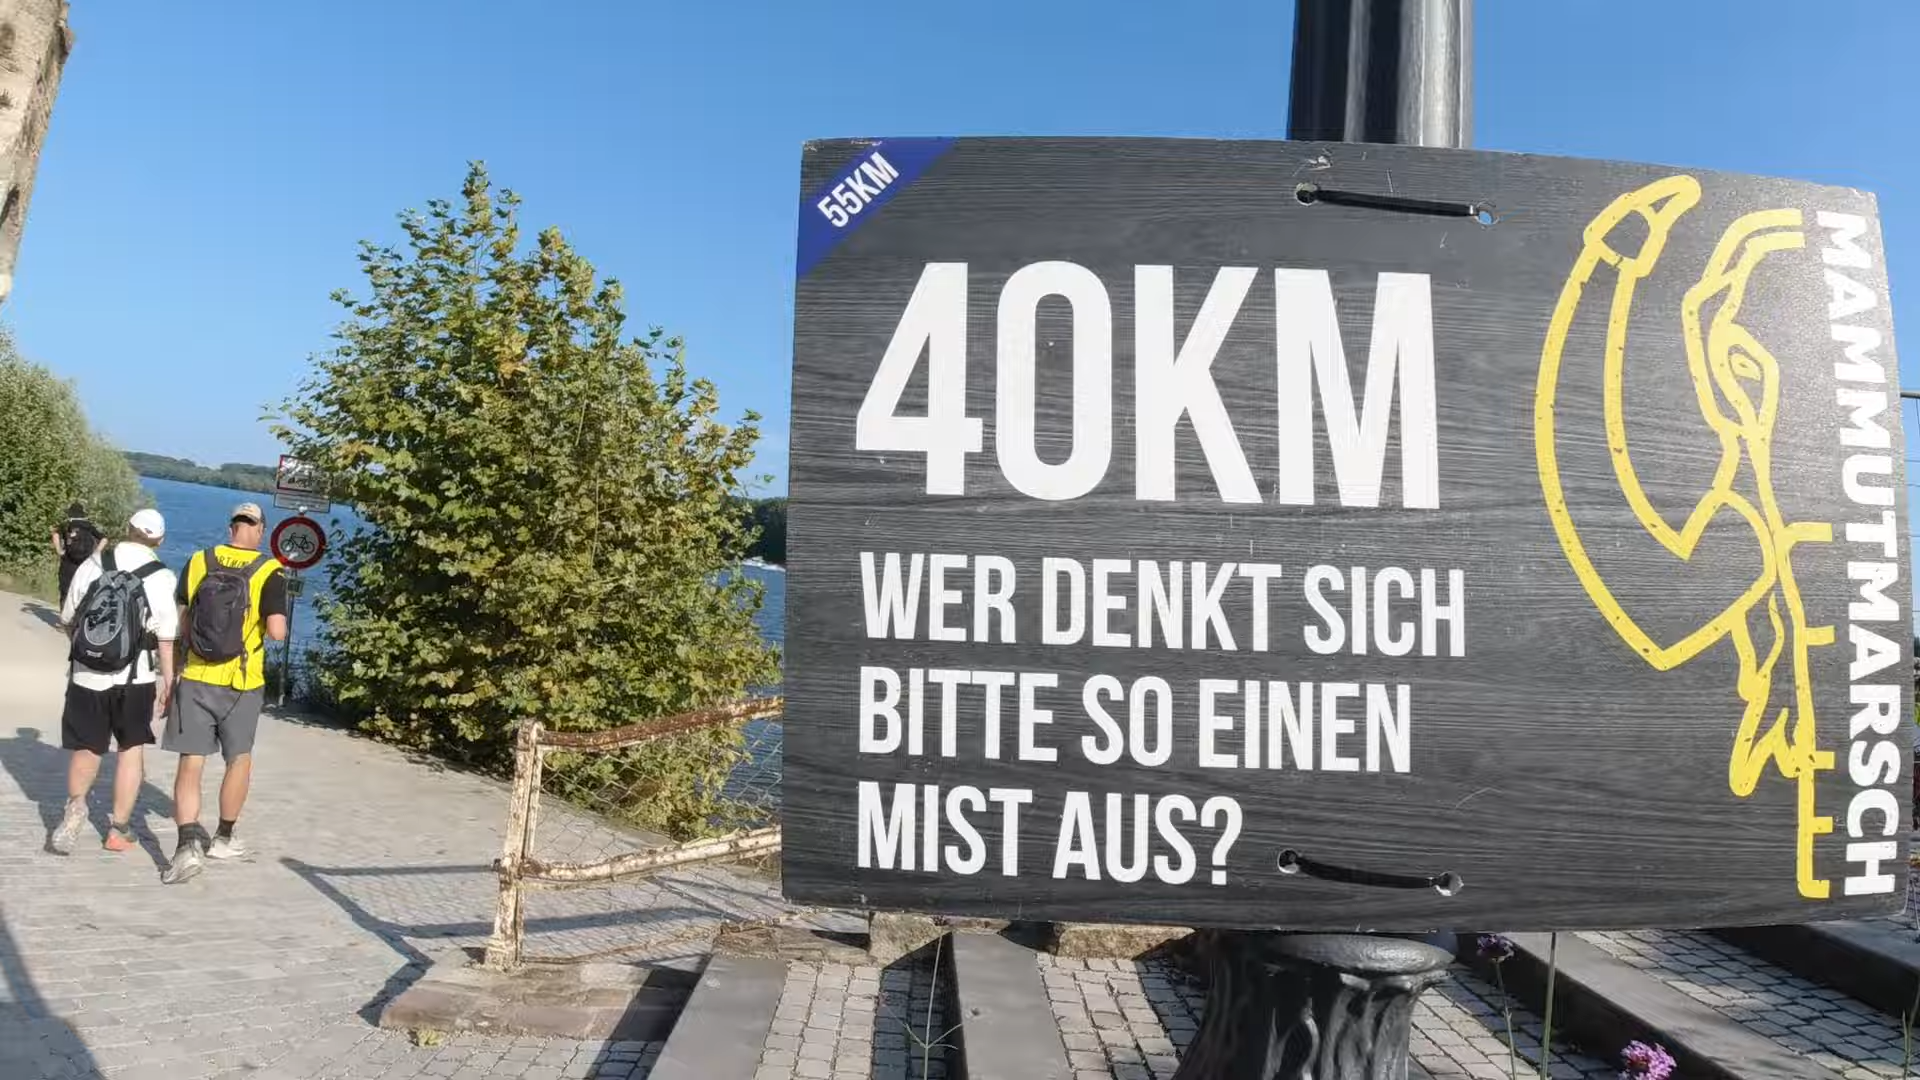 55KM
40KM
WER DENKT SICH
BITTE SO EINEN
MIST AUS?
MAMMUTMARSCH